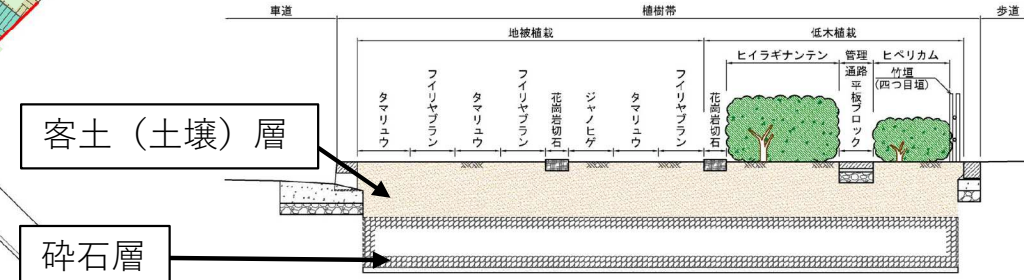 車道
植樹帯
歩道
地被植栽
低木植栽
ヒイラギナンテン
管理
通路
ヒペリカム
竹垣
(四つ目垣)
タマリュウ
フイリヤブラン
タマリュウ
フイリヤブラン
花崗岩切石
ジャノヒゲ
タマリュウ
フイリヤブラン
花崗岩切石
平板ブロック
客土（土壌）層
砕石層